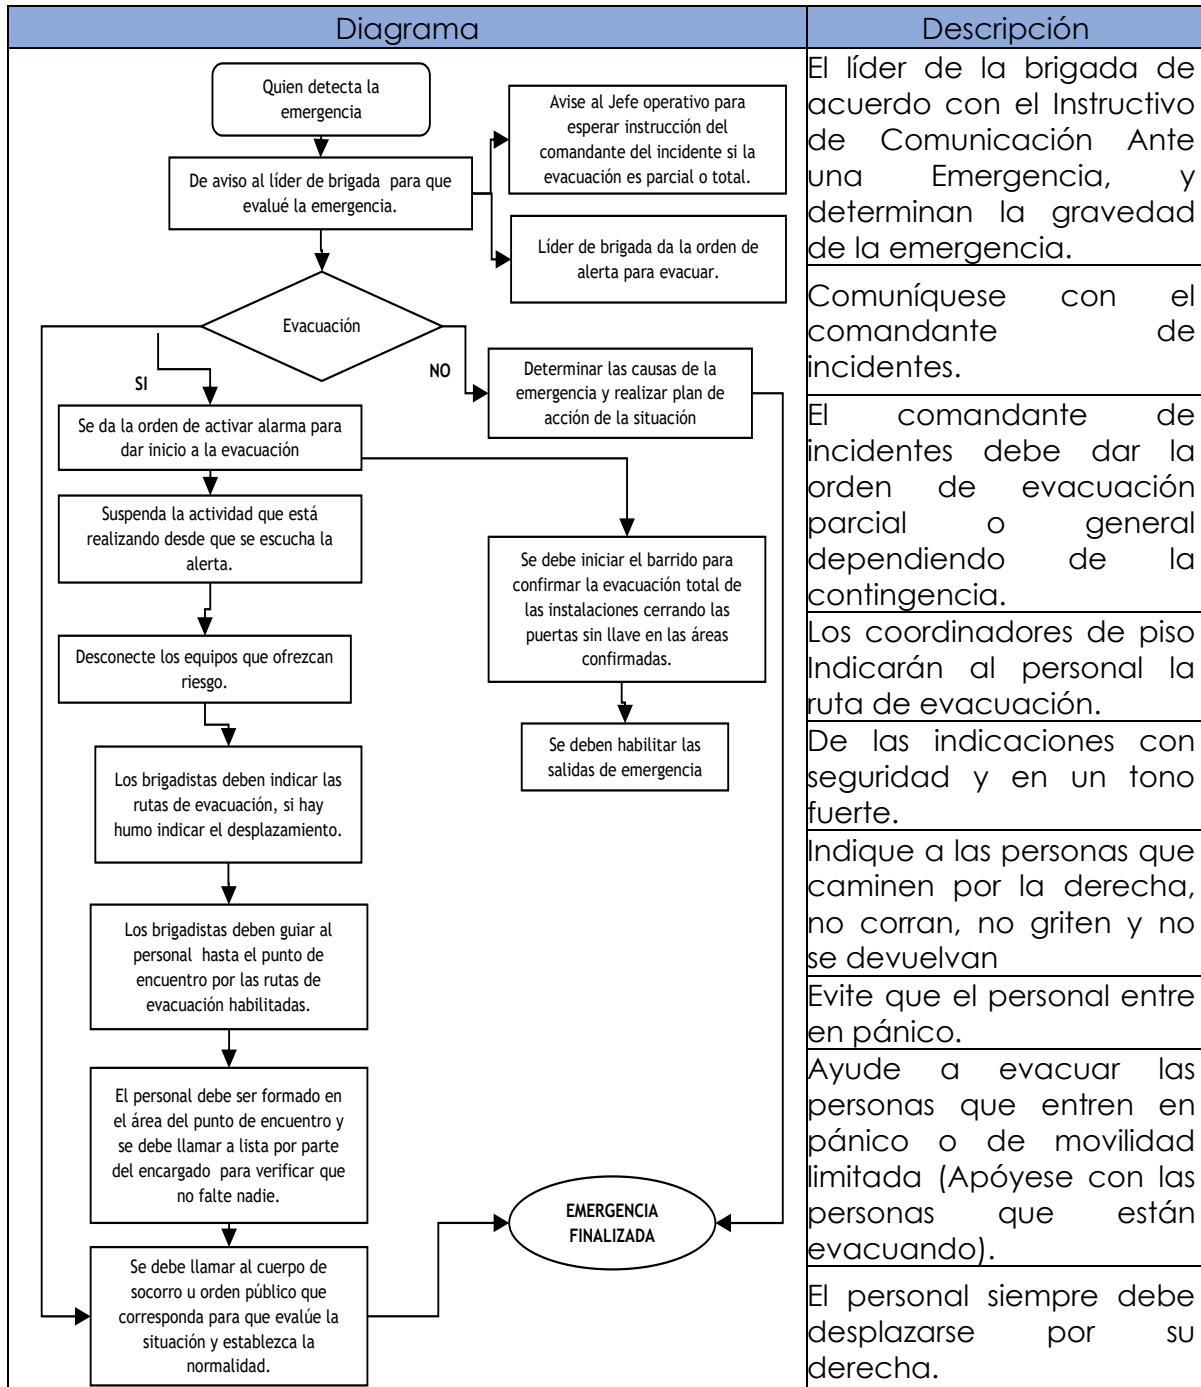 Diagrama
Descripción
Quien detecta la
emergencia
Avise al Jefe operativo para
esperar instrucción del
comandante del incidente si la
evacuación es parcial o total.
De aviso al líder de brigada para que
evalué la emergencia.
Líder de brigada da la orden de
alerta para evacuar.
Evacuación
SI
NO
Determinar las causas de la
emergencia y realizar plan de
acción de la situación
Se da la orden de activar alarma para
dar inicio a la evacuación
Suspenda la actividad que está
realizando desde que se escucha la
alerta.
Se debe iniciar el barrido para
confirmar la evacuación total de
las instalaciones cerrando las
puertas sin llave en las áreas
confirmadas.
Desconecte los equipos que ofrezcan
riesgo.
Se deben habilitar las
salidas de emergencia
Los brigadistas deben indicar las
rutas de evacuación, si hay
humo indicar el desplazamiento.
Los brigadistas deben guiar al
personal hasta el punto de
encuentro por las rutas de
evacuación habilitadas.
El personal debe ser formado en
el área del punto de encuentro y
se debe llamar a lista por parte
del encargado para verificar que
no falte nadie.
EMERGENCIA
FINALIZADA
Se debe llamar al cuerpo de
socorro u orden público que
corresponda para que evalúe la
situación y establezca la
normalidad.
El líder de la brigada de
acuerdo con el Instructivo
de Comunicación Ante
una Emergencia, y
determinan la gravedad
de la emergencia.
Comuníquese con el
comandante de
incidentes.
El comandante de
incidentes debe dar la
orden de evacuación
parcial o general
dependiendo de la
contingencia.
Los coordinadores de piso
Indicarán al personal la
ruta de evacuación.
De las indicaciones con
seguridad y en un tono
fuerte.
Indique a las personas que
caminen por la derecha,
no corran, no griten y no
se devuelvan
Evite que el personal entre
en pánico.
Ayude a evacuar las
personas que entren en
pánico o de movilidad
limitada (Apóyese con las
personas que están
evacuando).
El personal siempre debe
desplazarse por su
derecha.